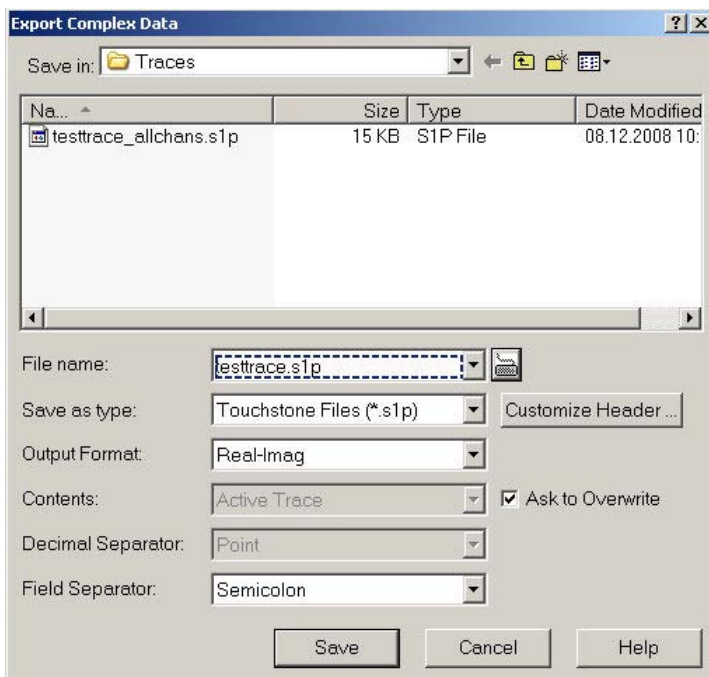 Export Complex Data
Save in: Traces
Na... Size Type Date Modified
testtrace_allchans.s1p 15 KB S1P File 08.12.2008 10:
File name: testtrace.s1p
Save as type: Touchstone Files (*.s1p) Customize Header ...
Output Format: Real-Imag
Contents: Active Trace Ask to Overwrite
Decimal Separator: Point
Field Separator: Semicolon
Save Cancel Help